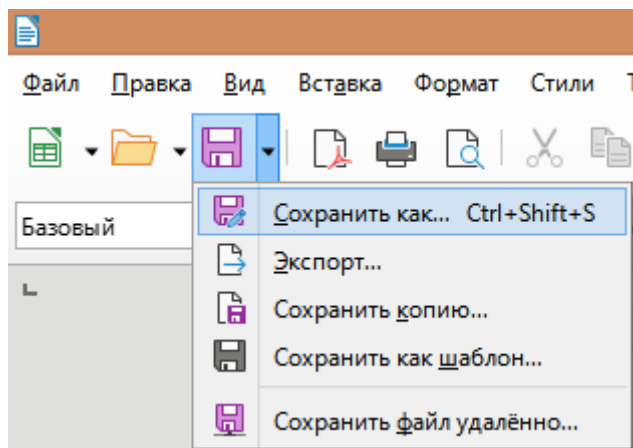 Файл Правка Вид Вставка Формат Стили
Базовый
Сохранить как... Ctrl+Shift+S
Экспорт...
Сохранить копию...
Сохранить как шаблон...
Сохранить файл удалённо...